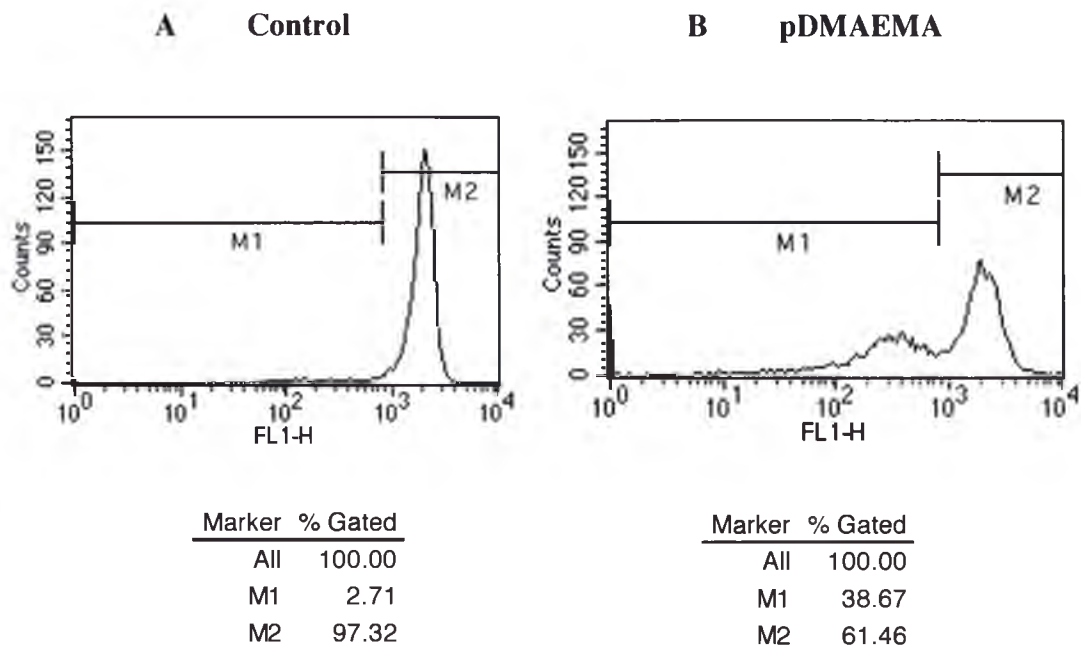 A Control
B pDMAEMA
Counts
150
120
90
60
30
0
M1
M2
10^0 10^1 10^2 10^3 10^4
FL1-H
Counts
150
120
90
60
30
0
M1
M2
10^0 10^1 10^2 10^3 10^4
FL1-H
Marker % Gated
All 100.00
M1 2.71
M2 97.32
Marker % Gated
All 100.00
M1 38.67
M2 61.46